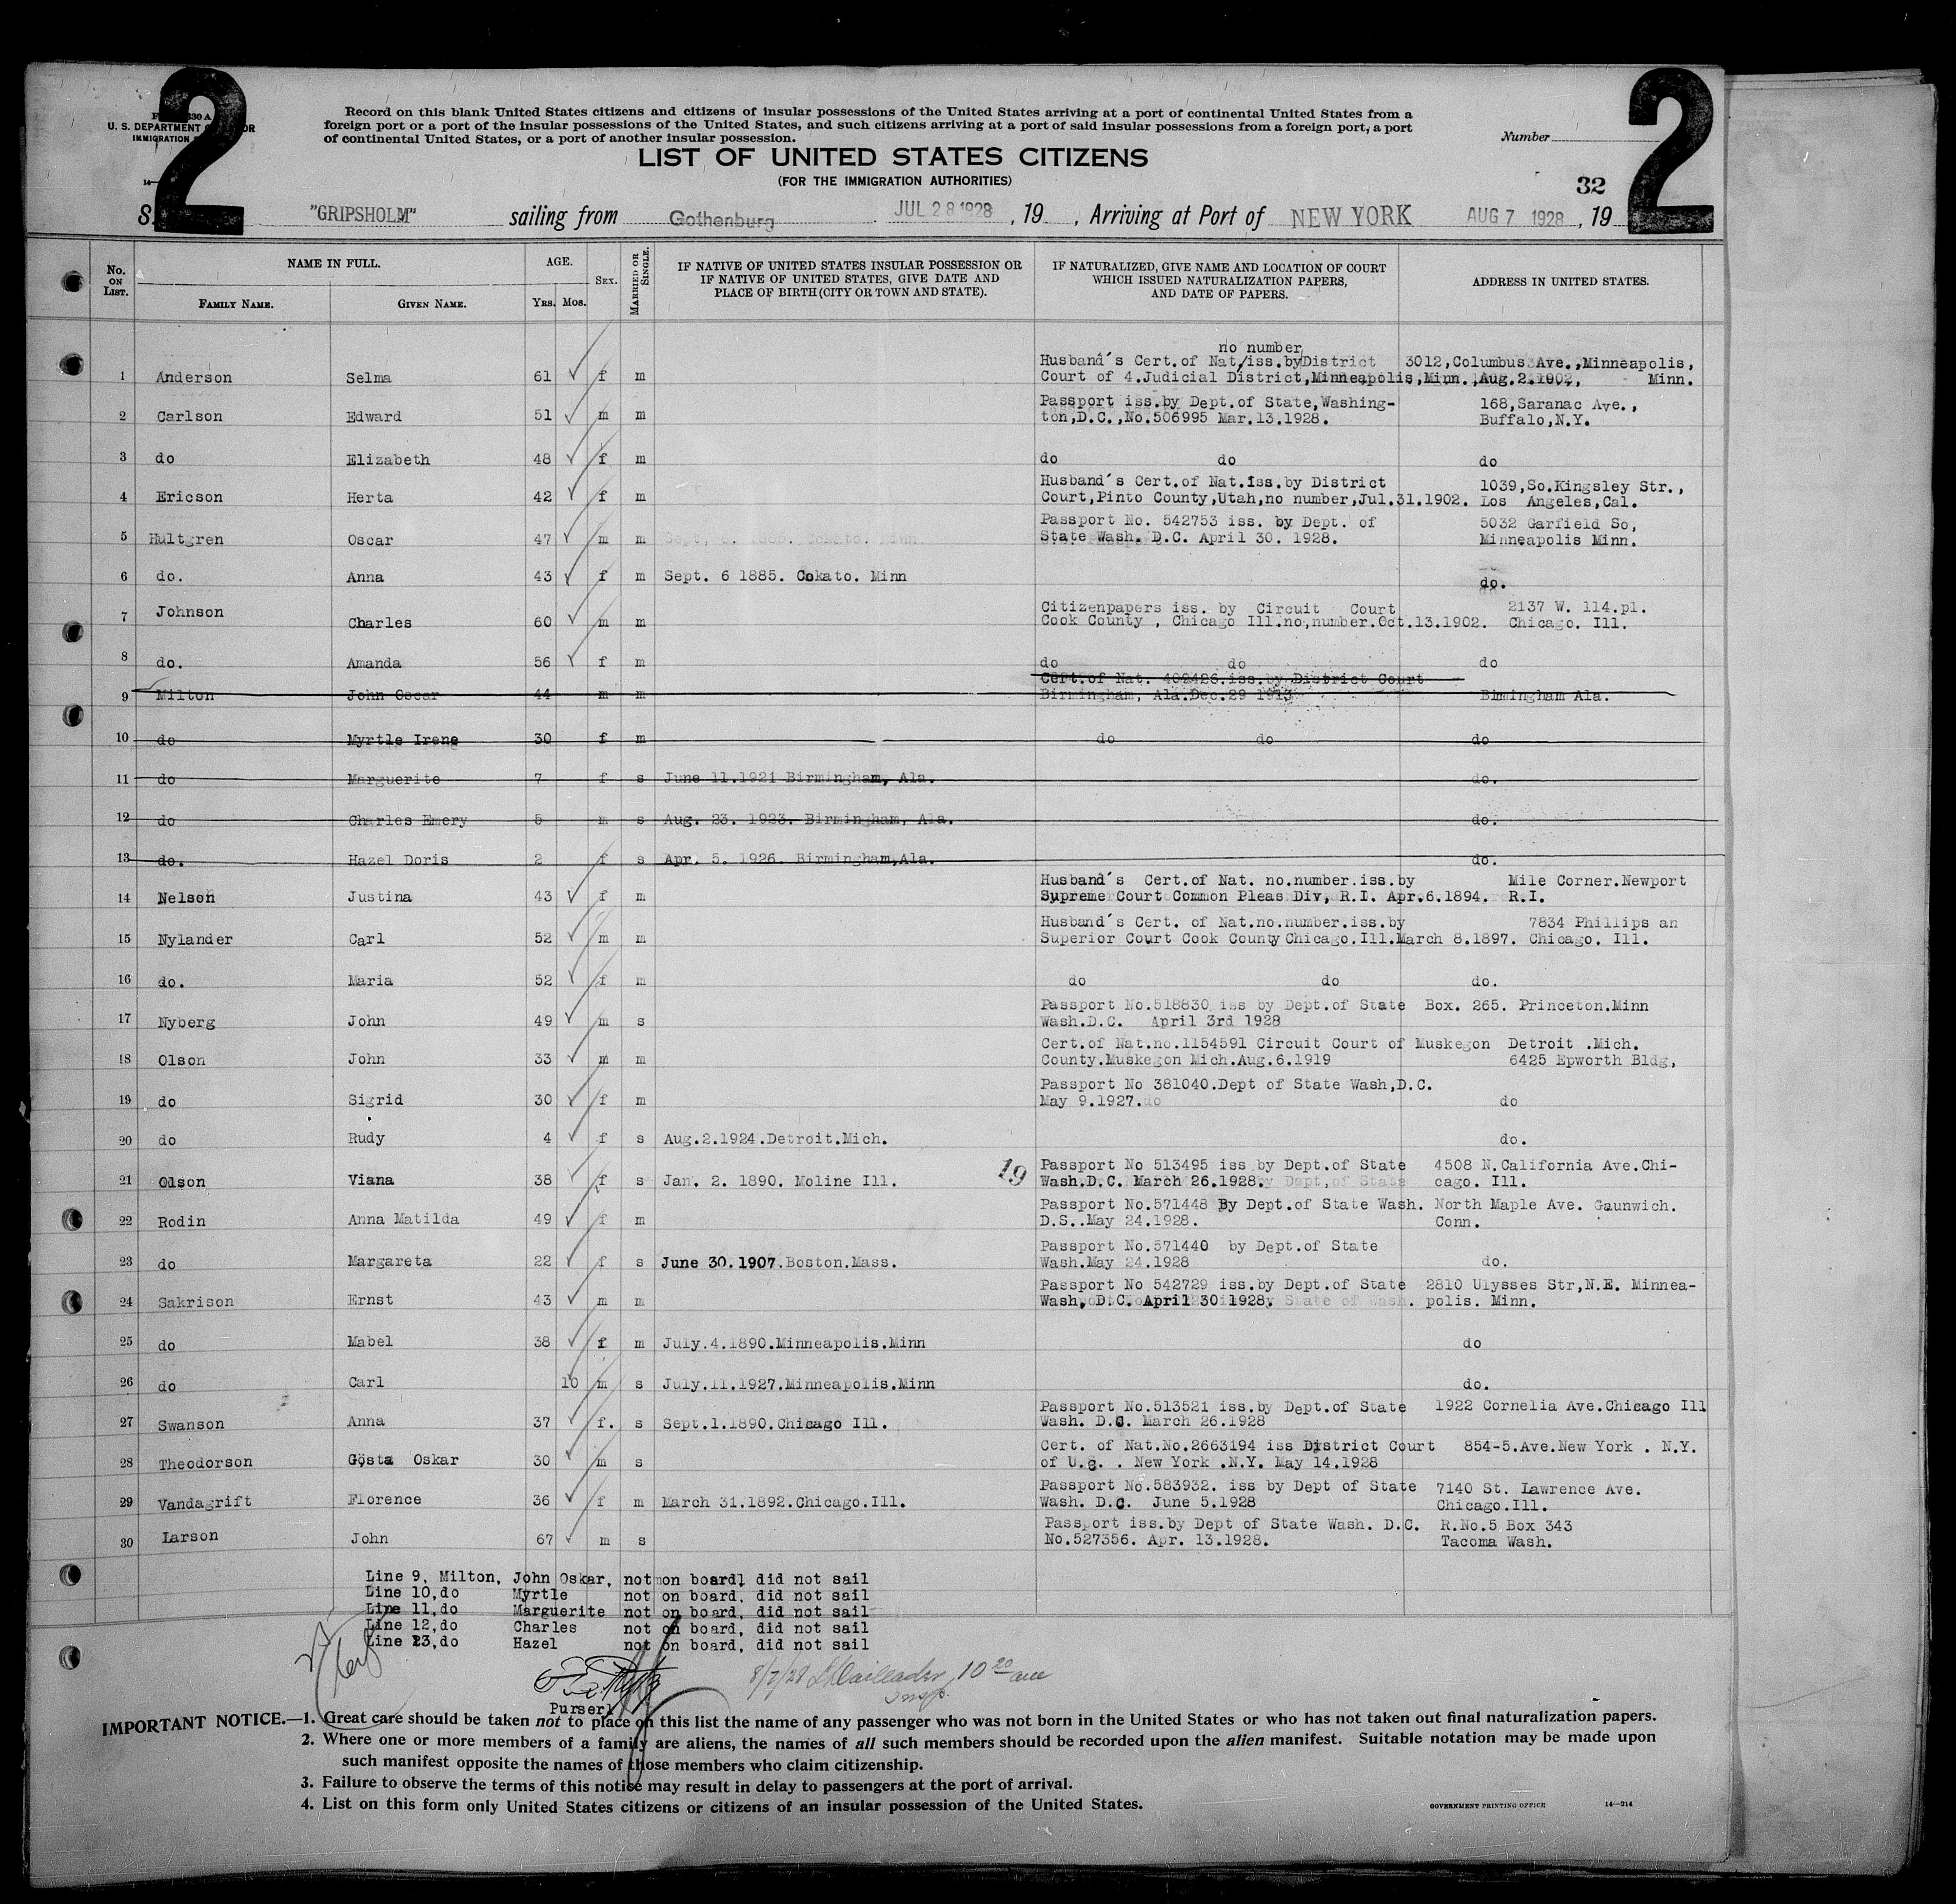 2 2
U. S. DEPARTMENT OF LABOR
IMMIGRATION
Record on this blank United States citizens and citizens of insular possessions of the United States arriving at a port of continental United States from a
foreign port or a port of the insular possessions of the United States, and such citizens arriving at a port of said insular possessions from a foreign port, a port
of continental United States, or a port of another insular possession.
Number
LIST OF UNITED STATES CITIZENS
(FOR THE IMMIGRATION AUTHORITIES)
32
S. "GRIPSHOLM" sailing from Gothenburg JUL 28 1928, 19 , Arriving at Port of NEW YORK AUG 7 1928, 19
No. ON LIST. NAME IN FULL. AGE. SEX. MARRIED OR SINGLE. IF NATIVE OF UNITED STATES INSULAR POSSESSION OR IF NATIVE OF UNITED STATES, GIVE DATE AND PLACE OF BIRTH (CITY OR TOWN AND STATE). IF NATURALIZED, GIVE NAME AND LOCATION OF COURT WHICH ISSUED NATURALIZATION PAPERS, AND DATE OF PAPERS. ADDRESS IN UNITED STATES.
FAMILY NAME. GIVEN NAME. YRS. MOS.
no number
Husband's Cert.of Nat/iss.byDistrict 3012,Columbus Ave.,Minneapolis,
1 Anderson Selma 61 f m Court of 4.Judicial District,Minneapolis,Minn.,Aug.2.1902, Minn.
Passport iss.by Dept.of State,Washing- 168,Saranac Ave.,
2 Carlson Edward 51 m m ton,D.C.,No.506995 Mar.13.1928. Buffalo,N.Y.
3 do Elizabeth 48 f m do do do
Husband's Cert.of Nat.iss.by District 1039,So.Kingsley Str.,
4 Ericson Herta 42 f m Court,Pinto County,Utah,no number,Jul.31.1902. Los Angeles,Cal.
Passport No. 542753 iss. by Dept. of 5032 Garfield So,
5 Hultgren Oscar 47 m m State Wash. D.C. April 30. 1928. Minneapolis Minn.
6 do. Anna 43 f m Sept. 6 1885. Cokato. Minn do.
Citizenpapers iss. by Circuit Court 2137 W. 114.pl.
7 Johnson Charles 60 m m Cook County , Chicago Ill.no,number.Oct.13.1902. Chicago. Ill.
8 do. Amanda 56 f m do do do
Cert.of Nat. 402426.iss.by District Court
9 Milton John Oscar 44 m m Birmingham, Ala.Dec.29 1913 Birmingham Ala.
10 do Myrtle Irene 30 f m do do do
11 do Marguerite 7 f s June 11.1921 Birmingham, Ala. do.
12 do Charles Emery 5 m s Aug. 23. 1923. Birmingham, Ala. do.
13 do. Hazel Doris 2 f s Apr. 5. 1926. Birmingham,Ala. do.
Husband's Cert.of Nat. no.number.iss.by Mile Corner.Newport
14 Nelson Justina 43 f m Supreme Court Common Pleas Div, R.I. Apr.6.1894. R.I.
Husband's Cert. of Nat.no.number.iss.by 7834 Phillips an
15 Nylander Carl 52 m m Superior Court Cook County Chicago.Ill.March 8.1897. Chicago. Ill.
16 do. Maria 52 f m do do do.
Passport No.518830 iss by Dept.of State Box. 265. Princeton.Minn
17 Nyberg John 49 m s Wash.D.C. April 3rd 1928
Cert.of Nat.no.1154591 Circuit Court of Muskegon Detroit .Mich.
18 Olson John 33 m m County.Muskegon Mich.Aug.6.1919 6425 Epworth Bldg,
Passport No 381040.Dept of State Wash,D.C.
19 do Sigrid 30 f m May 9.1927. do
20 do Rudy 4 f s Aug.2.1924.Detroit.Mich. do.
19 Passport No 513495 iss by Dept.of State 4508 N.California Ave.Chi-
21 Olson Viana 38 f s Jan. 2. 1890. Moline Ill. Wash.D.C. March 26.1928. cago. Ill.
Passport No.571448 By Dept.of State Wash. North Maple Ave. Gaunwich.
22 Rodin Anna Matilda 49 f m D.S..May 24.1928. Conn.
Passport No.571440 by Dept.of State
23 do Margareta 22 f s June 30.1907.Boston.Mass. Wash.May 24.1928 do.
Passport No 542729 iss.by Dept.of State 2810 Ulysses Str,N.E. Minnea-
24 Sakrison Ernst 43 m m Wash, D.C. April 30 1928. polis. Minn.
25 do Mabel 38 f m July.4.1890.Minneapolis.Minn do
26 do Carl 10 m s July.11.1927.Minneapolis.Minn do.
Passport No.513521 iss.by Dept.of State 1922 Cornelia Ave.Chicago Ill
27 Swanson Anna 37 f. s Sept.1.1890.Chicago Ill. Wash. D.C. March 26.1928
Cert. of Nat.No.2663194 iss District Court 854-5.Ave.New York . N.Y.
28 Theodorson Gösta Oskar 30 m s of U.S. . New York .N.Y. May 14.1928
Passport No.583932. iss by Dept of State 7140 St. Lawrence Ave.
29 Vandagrift Florence 36 f m March 31.1892.Chicago.Ill. Wash. D.C. June 5.1928 Chicago.Ill.
Passport iss.by Dept of State Wash. D.C. R.No.5 Box 343
30 Larson John 67 m s No.527356. Apr. 13.1928. Tacoma Wash.
Line 9, Milton, John Oskar, not on board, did not sail
Line 10,do Myrtle not on board, did not sail
Line 11,do Marguerite not on board, did not sail
Line 12,do Charles not on board, did not sail
Line 13,do Hazel not on board, did not sail
8/7/28 10 20 am
Insp.
Purser
IMPORTANT NOTICE.—1. Great care should be taken not to place on this list the name of any passenger who was not born in the United States or who has not taken out final naturalization papers.
2. Where one or more members of a family are aliens, the names of all such members should be recorded upon the alien manifest. Suitable notation may be made upon
such manifest opposite the names of those members who claim citizenship.
3. Failure to observe the terms of this notice may result in delay to passengers at the port of arrival.
4. List on this form only United States citizens or citizens of an insular possession of the United States.
GOVERNMENT PRINTING OFFICE 14—214